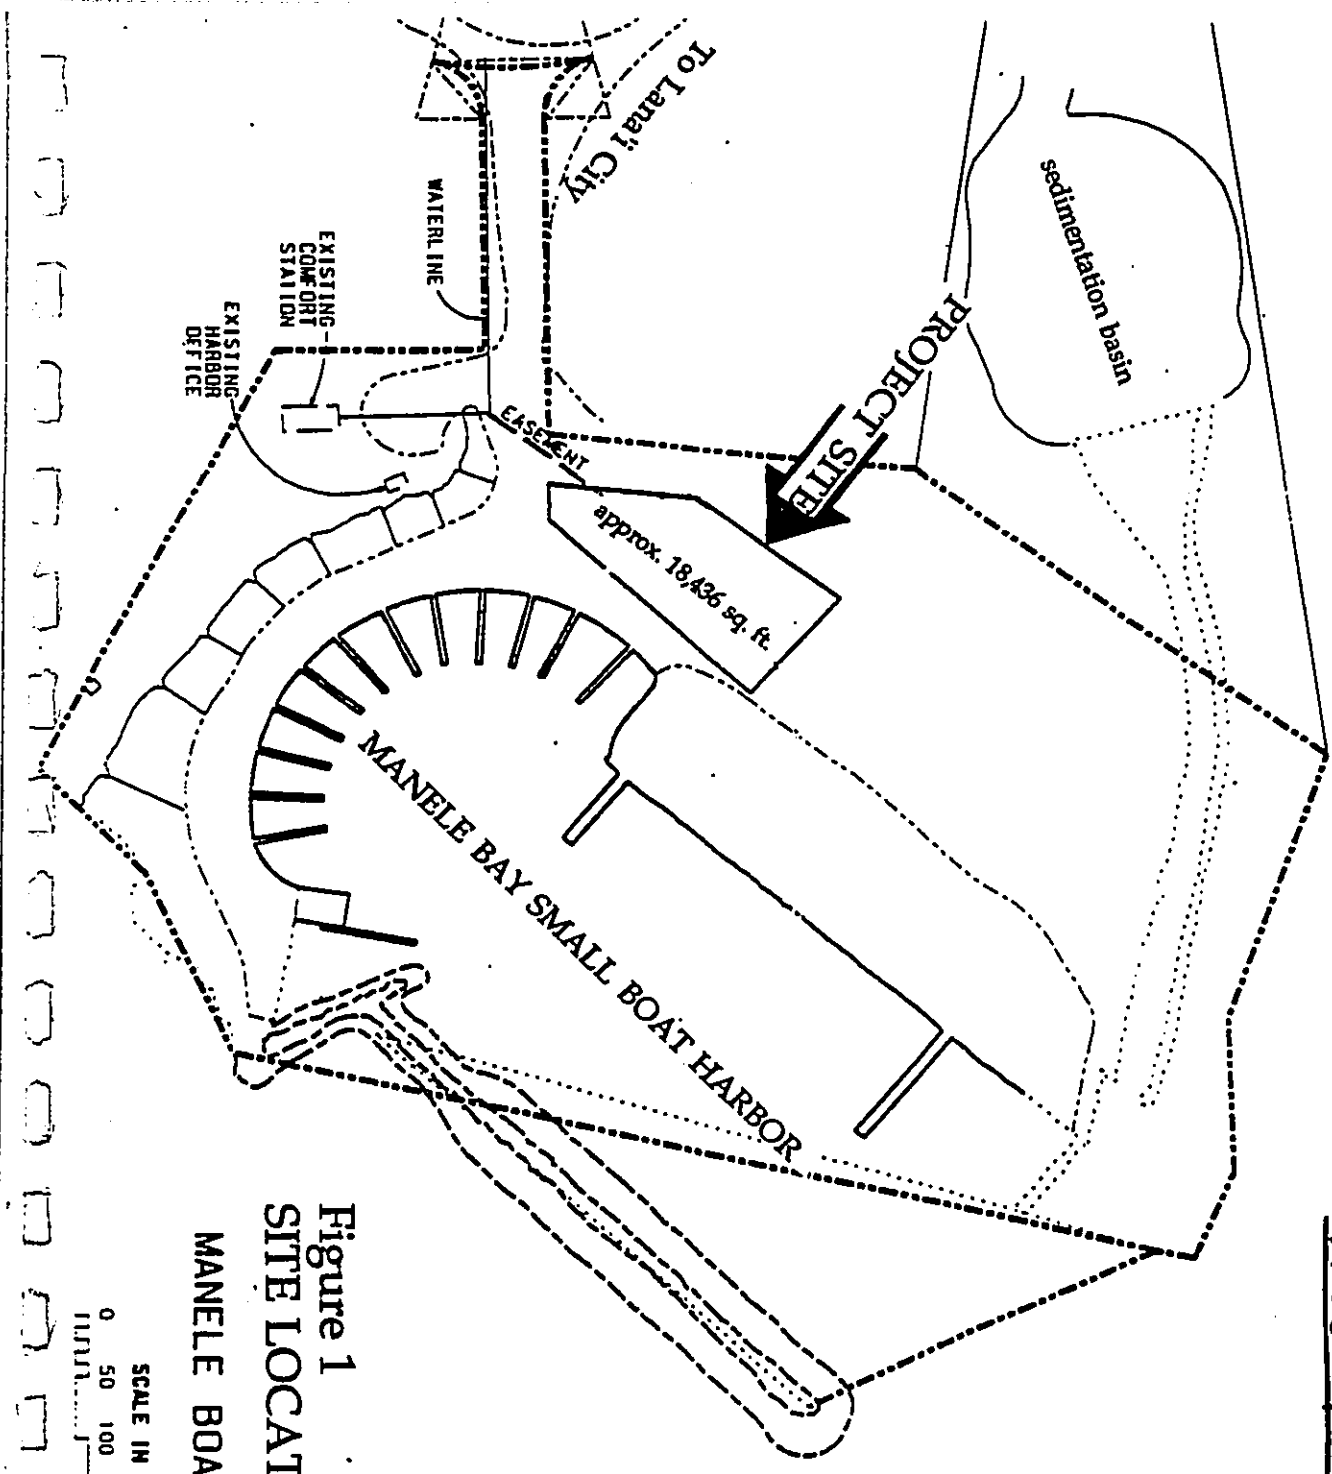 To Lana'i City
sedimentation basin
PROJECT SITE
WATERLINE
EXISTING
COMFORT
STATION
EXISTING
HARBOR
OFFICE
EASEMENT
approx. 18,436 sq. ft.
MANELE BAY SMALL BOAT HARBOR
Figure 1
SITE LOCAT
MANELE BOA
SCALE IN
0 50 100